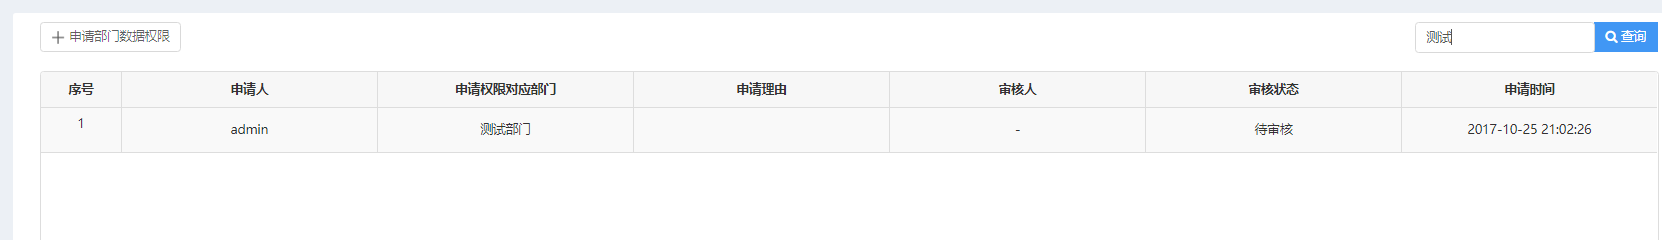 申请部门数据权限
测试 查询
序号 申请人 申请权限对应部门 申请理由 审核人 审核状态 申请时间
1 admin 测试部门 - 待审核 2017-10-25 21:02:26